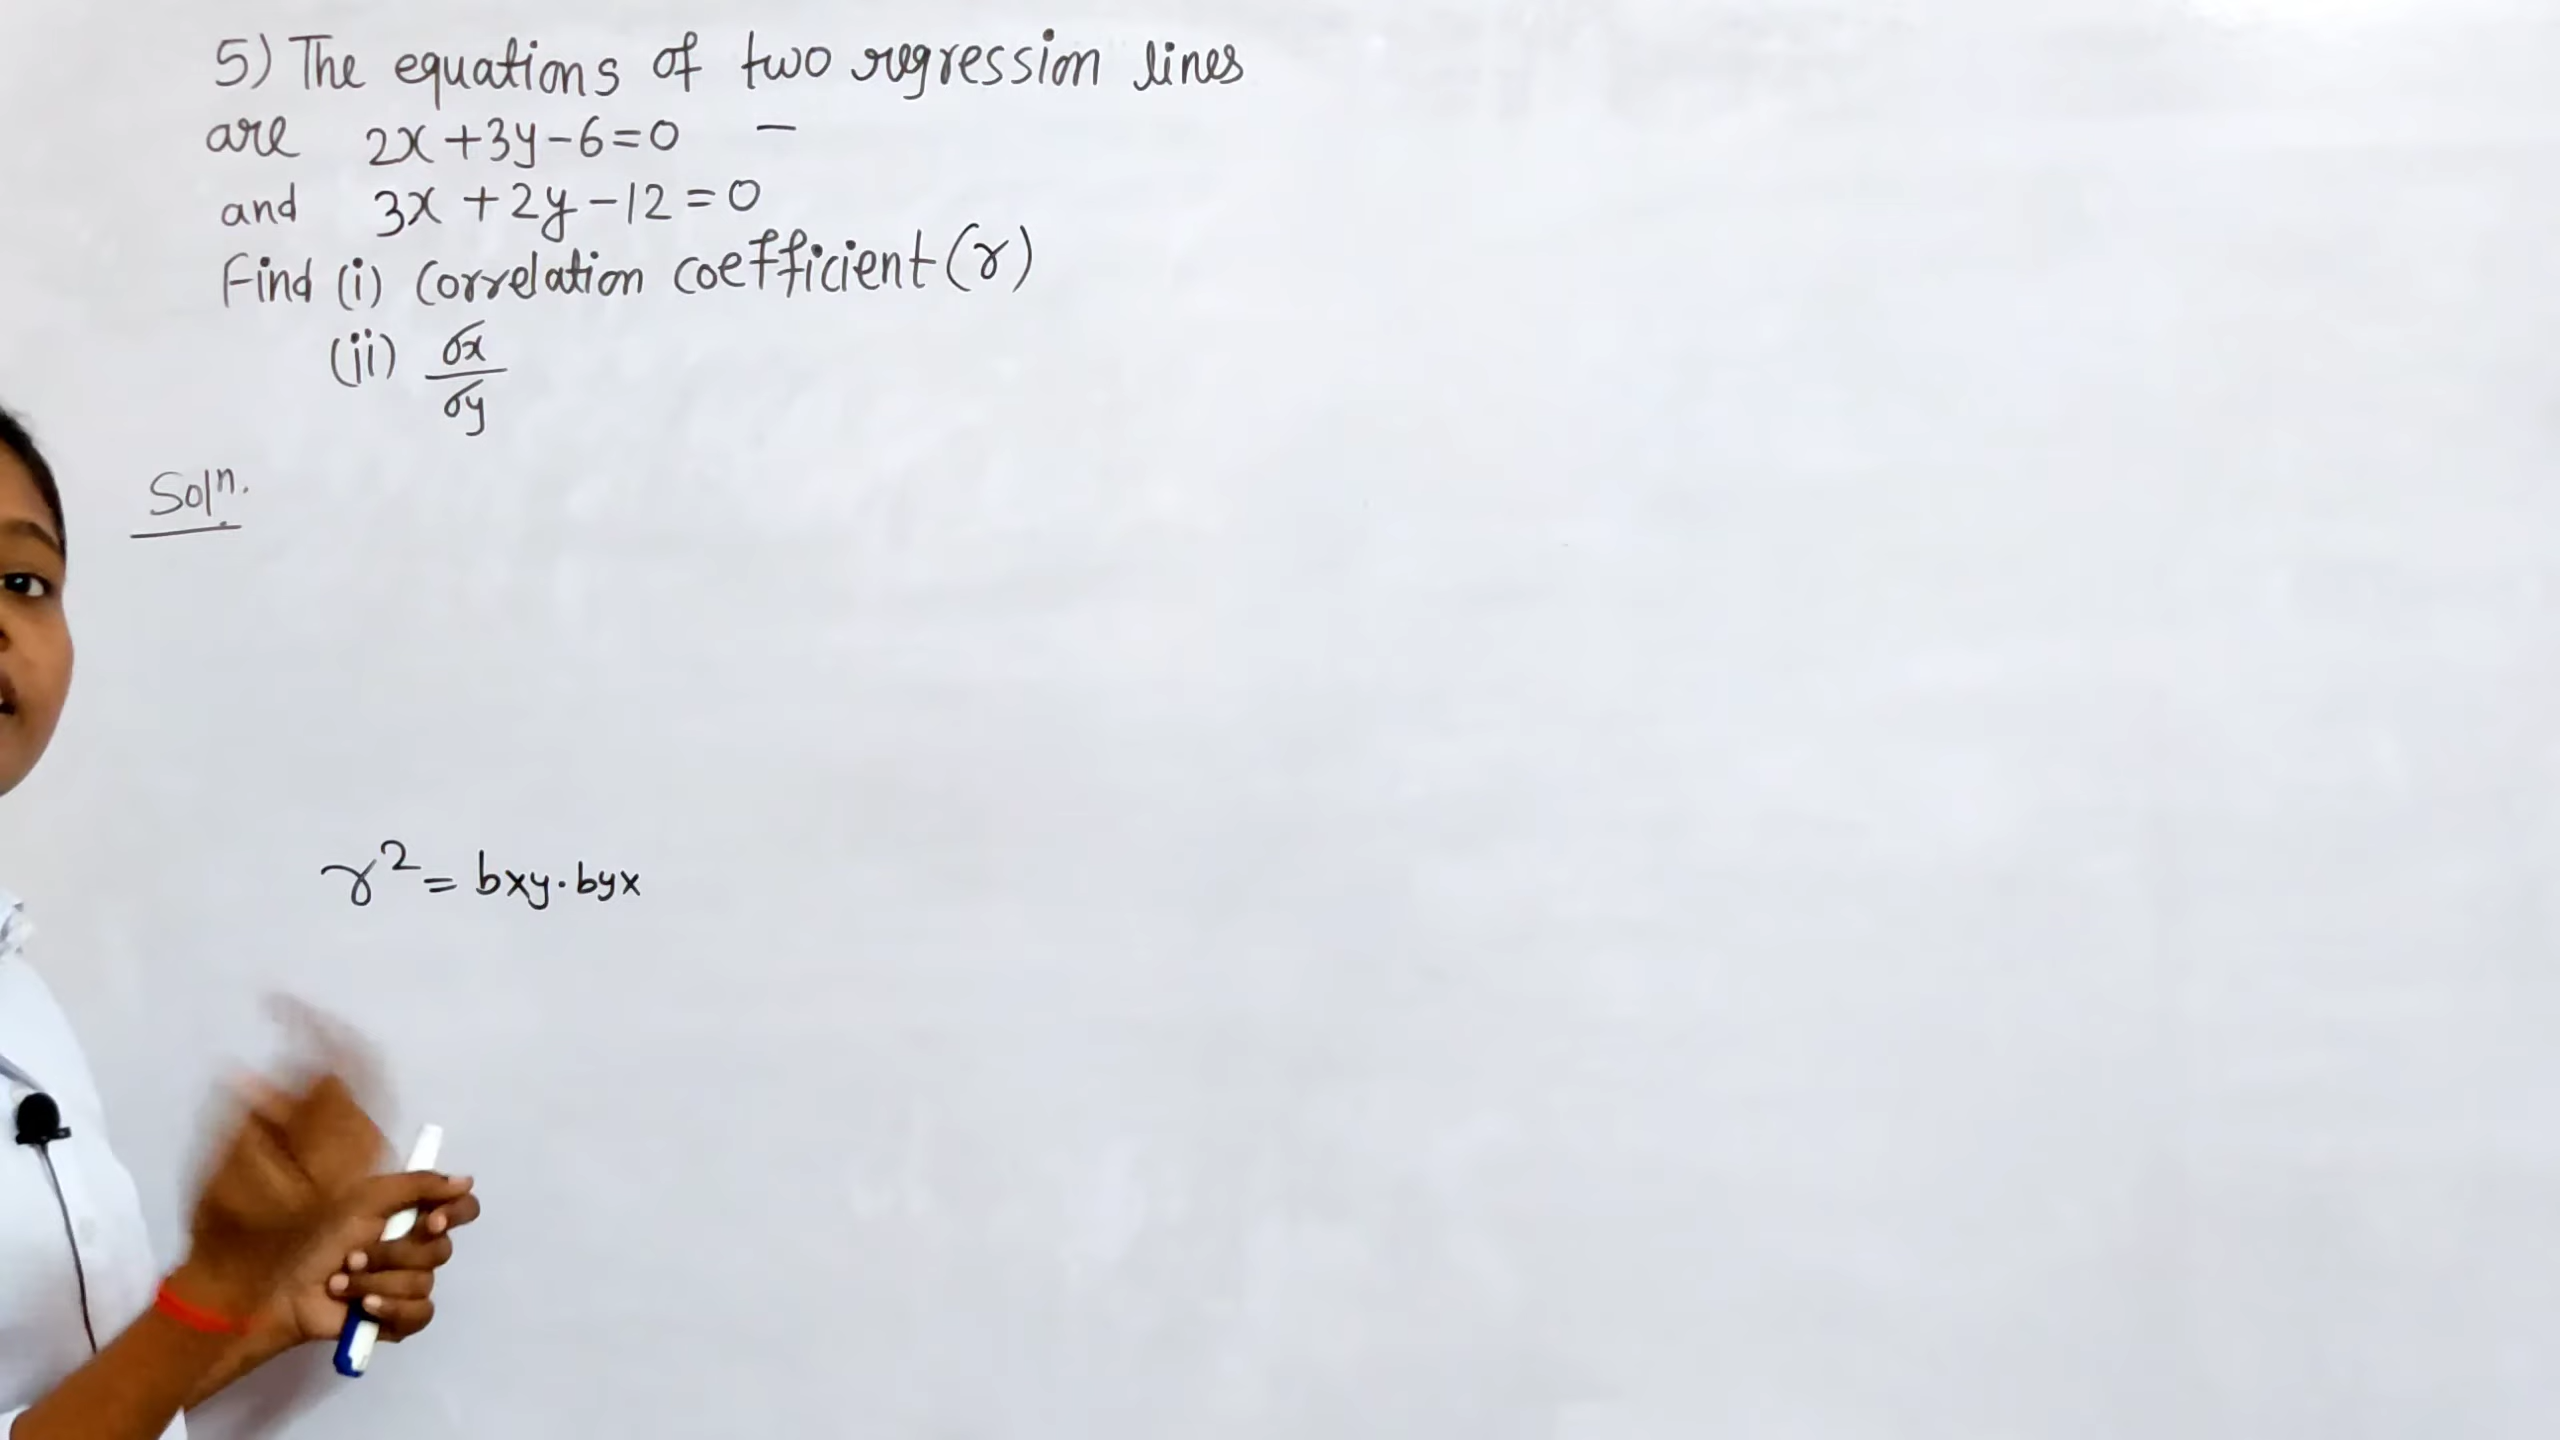 5) The equations of two regression lines
are 2x+3y-6=0 —
and 3x+2y-12=0
Find (i) Correlation coefficient (r)
(ii) σx/σy
Solⁿ.
r² = bxy·byx